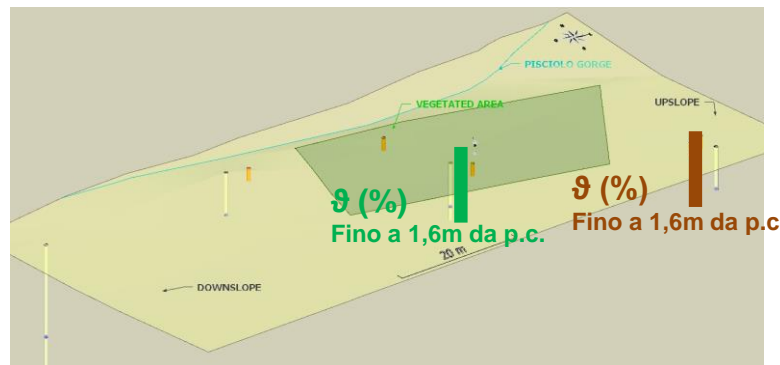 PISCIOLO GORGE
VEGETATED AREA
UPSLOPE
ϑ (%)
Fino a 1,6m da p.c.
ϑ (%)
Fino a 1,6m da p.c
20 m
DOWNSLOPE